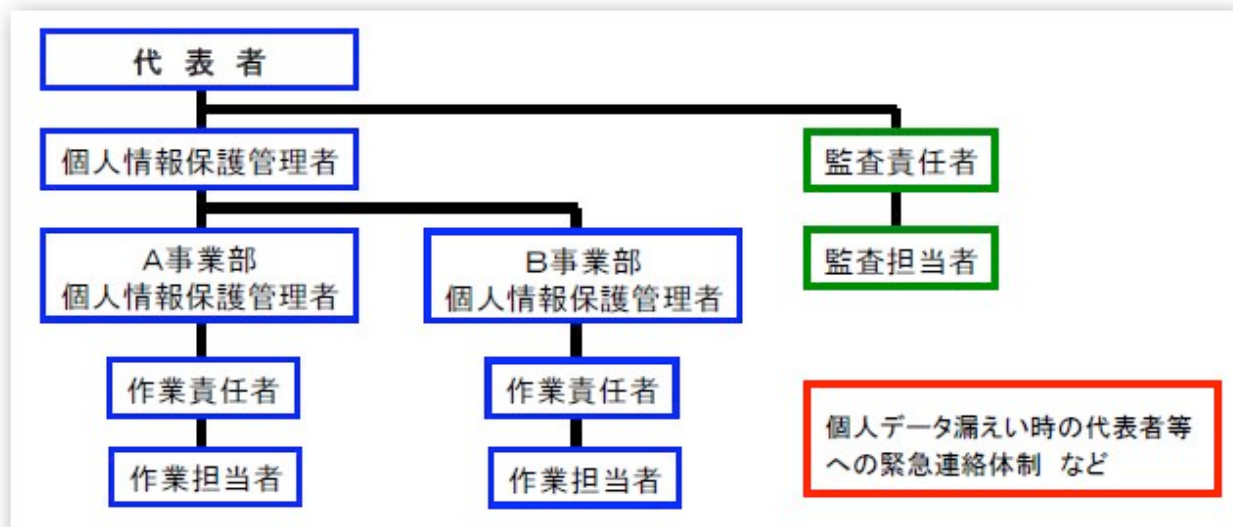 代 表 者
個人情報保護管理者
監査責任者
A事業部
個人情報保護管理者
B事業部
個人情報保護管理者
監査担当者
作業責任者
作業責任者
作業担当者
作業担当者
個人データ漏えい時の代表者等
への緊急連絡体制 など